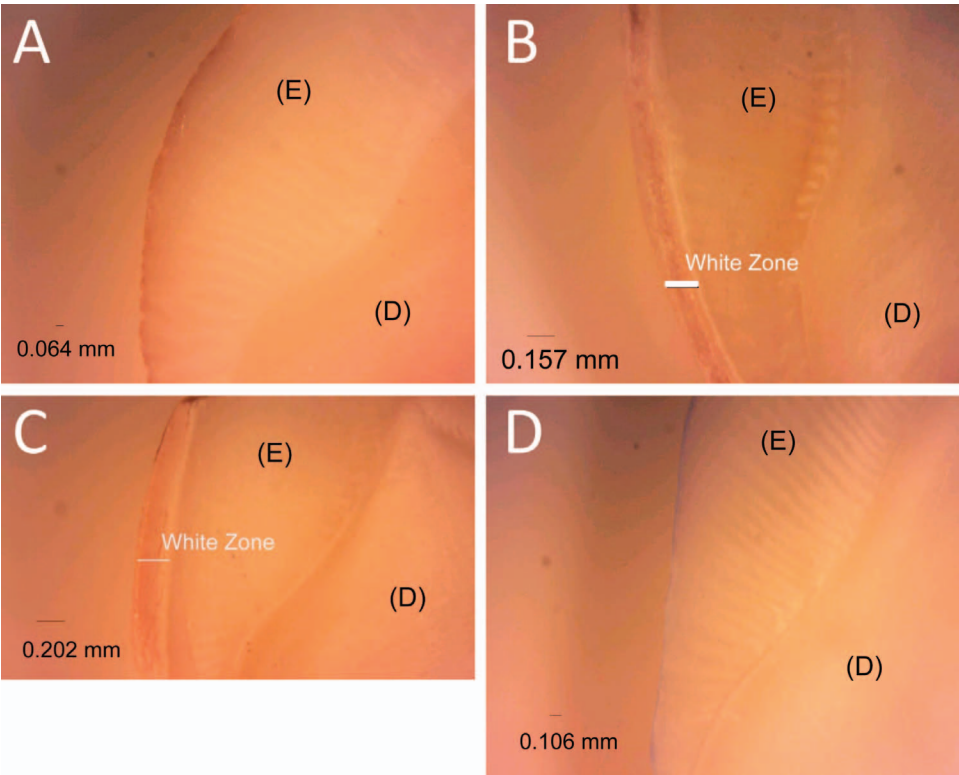 A
(E)
(D)
0.064 mm
B
(E)
White Zone
(D)
0.157 mm
C
(E)
White Zone
(D)
0.202 mm
D
(E)
(D)
0.106 mm